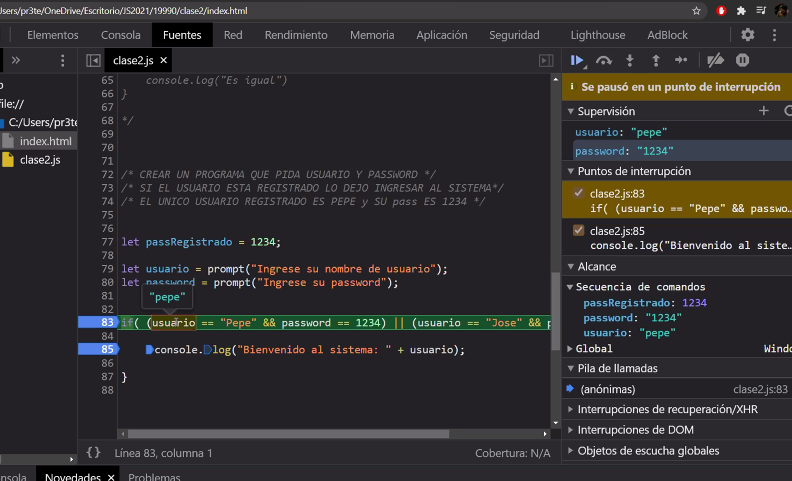 Users/pr3te/OneDrive/Escritorio/JS2021/19990/clase2/index.html
Elementos Consola Fuentes Red Rendimiento Memoria Aplicación Seguridad Lighthouse AdBlock
clase2.js
Se pausó en un punto de interrupción
65 console.log("Es igual")
66 }
67
68 */
69
70
71
72 /* CREAR UN PROGRAMA QUE PIDA USUARIO Y PASSWORD */
73 /* SI EL USUARIO ESTA REGISTRADO LO DEJO INGRESAR AL SISTEMA*/
74 /* EL UNICO USUARIO REGISTRADO ES PEPE y SU pass ES 1234 */
75
76
77 let passRegistrado = 1234;
78
79 let usuario = prompt("Ingrese su nombre de usuario");
80 let password = prompt("Ingrese su password");
81
"pepe"
82
83 if( (usuario == "Pepe" && password == 1234) || (usuario == "Jose" && p
84
85 console.log("Bienvenido al sistema: " + usuario);
86
87 }
88
file://
C:/Users/pr3te
index.html
clase2.js
Supervisión
usuario: "pepe"
password: "1234"
Puntos de interrupción
clase2.js:83
if( (usuario == "Pepe" && passwo…
clase2.js:85
console.log("Bienvenido al siste…
Alcance
Secuencia de comandos
passRegistrado: 1234
password: "1234"
usuario: "pepe"
Global Windo
Pila de llamadas
(anónimas) clase2.js:83
Interrupciones de recuperación/XHR
Interrupciones de DOM
Objetos de escucha globales
{} Línea 83, columna 1 Cobertura: N/A
nsola Novedades Problemas